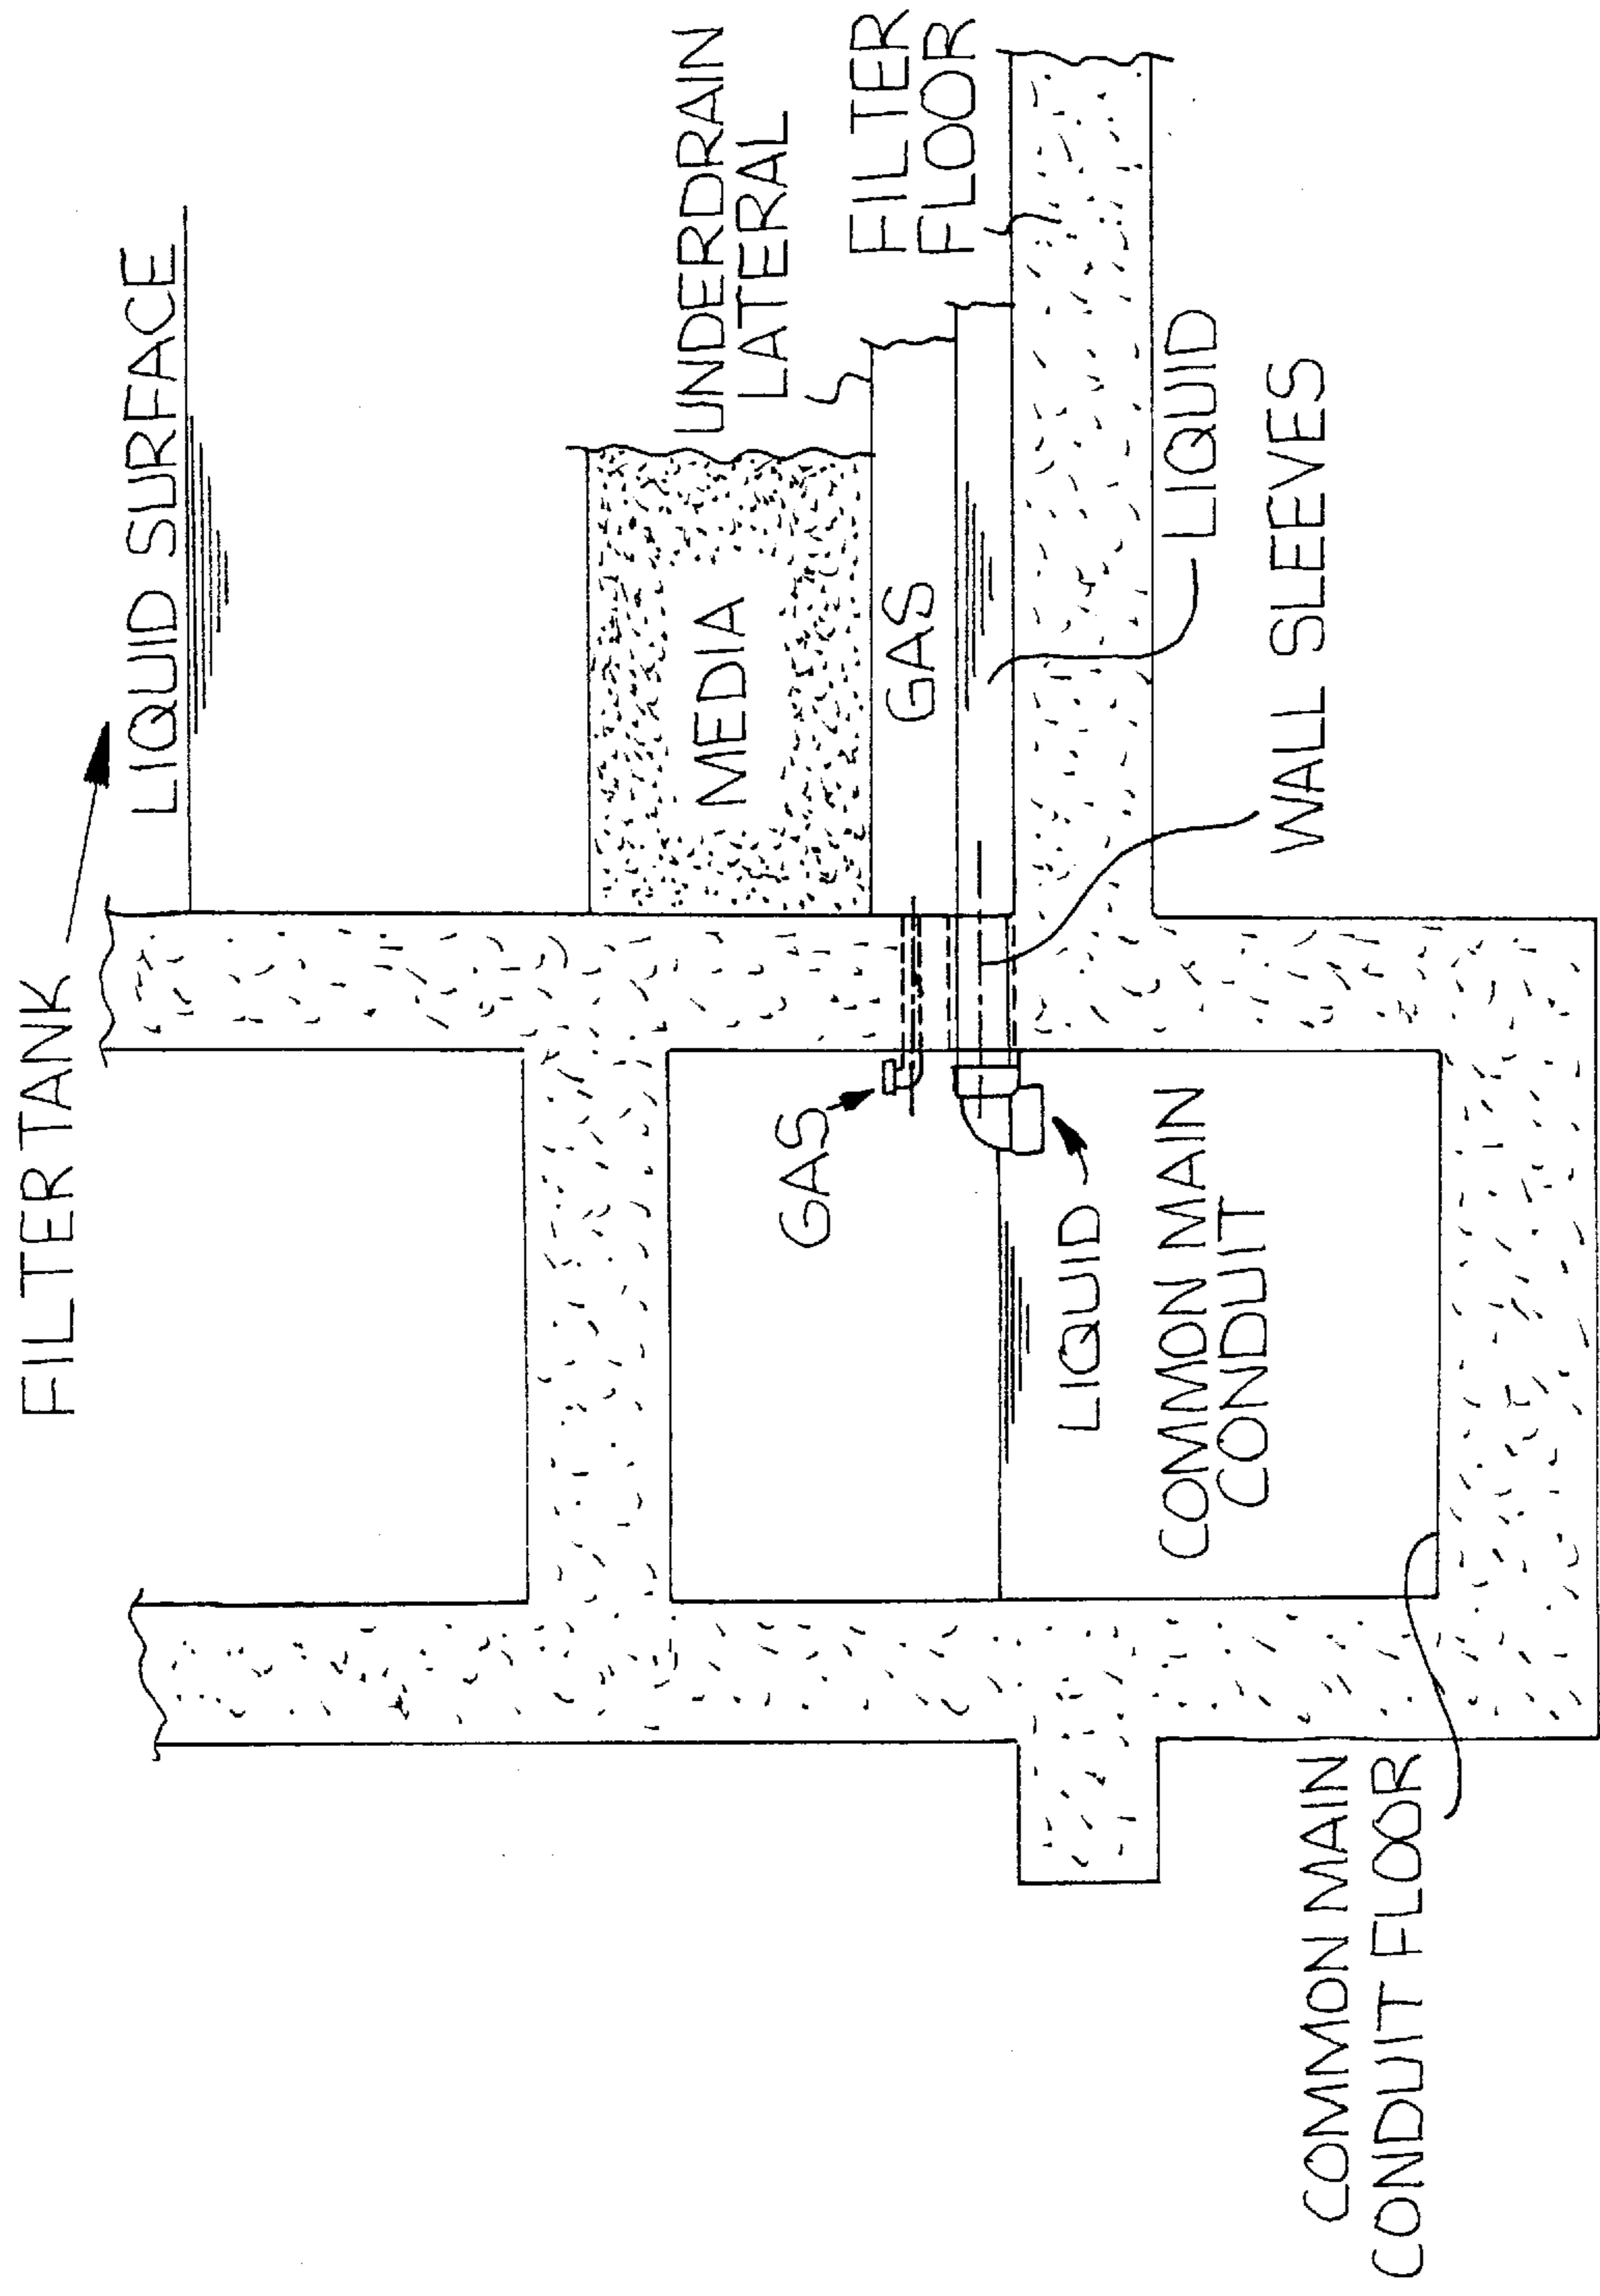 FILTER TANK
LIQUID SURFACE
UNDERDRAIN
LATERAL
MEDIA
FILTER
FLOOR
GAS
GAS
LIQUID
LIQUID
COMMON MAIN
CONDUIT
WALL SLEEVES
COMMON MAIN
CONDUIT FLOOR